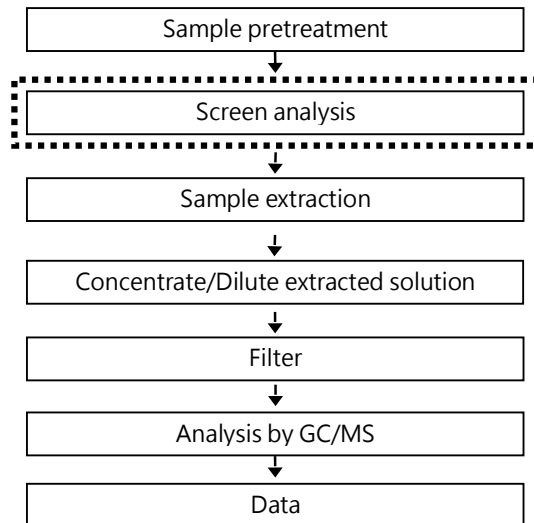 Sample pretreatment
Screen analysis
Sample extraction
Concentrate/Dilute extracted solution
Filter
Analysis by GC/MS
Data